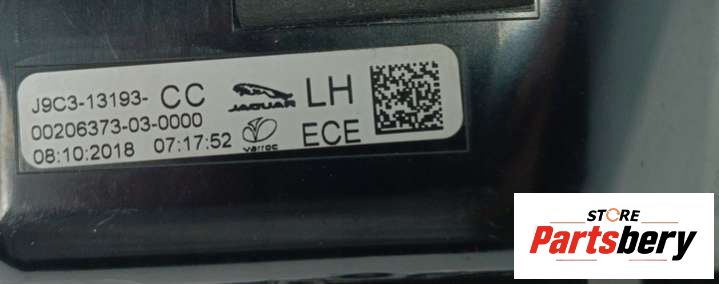 J9C3-13193- CC JAGUAR LH
00206373-03-0000
08:10:2018 07:17:52 varroc ECE
STORE
Partsbery